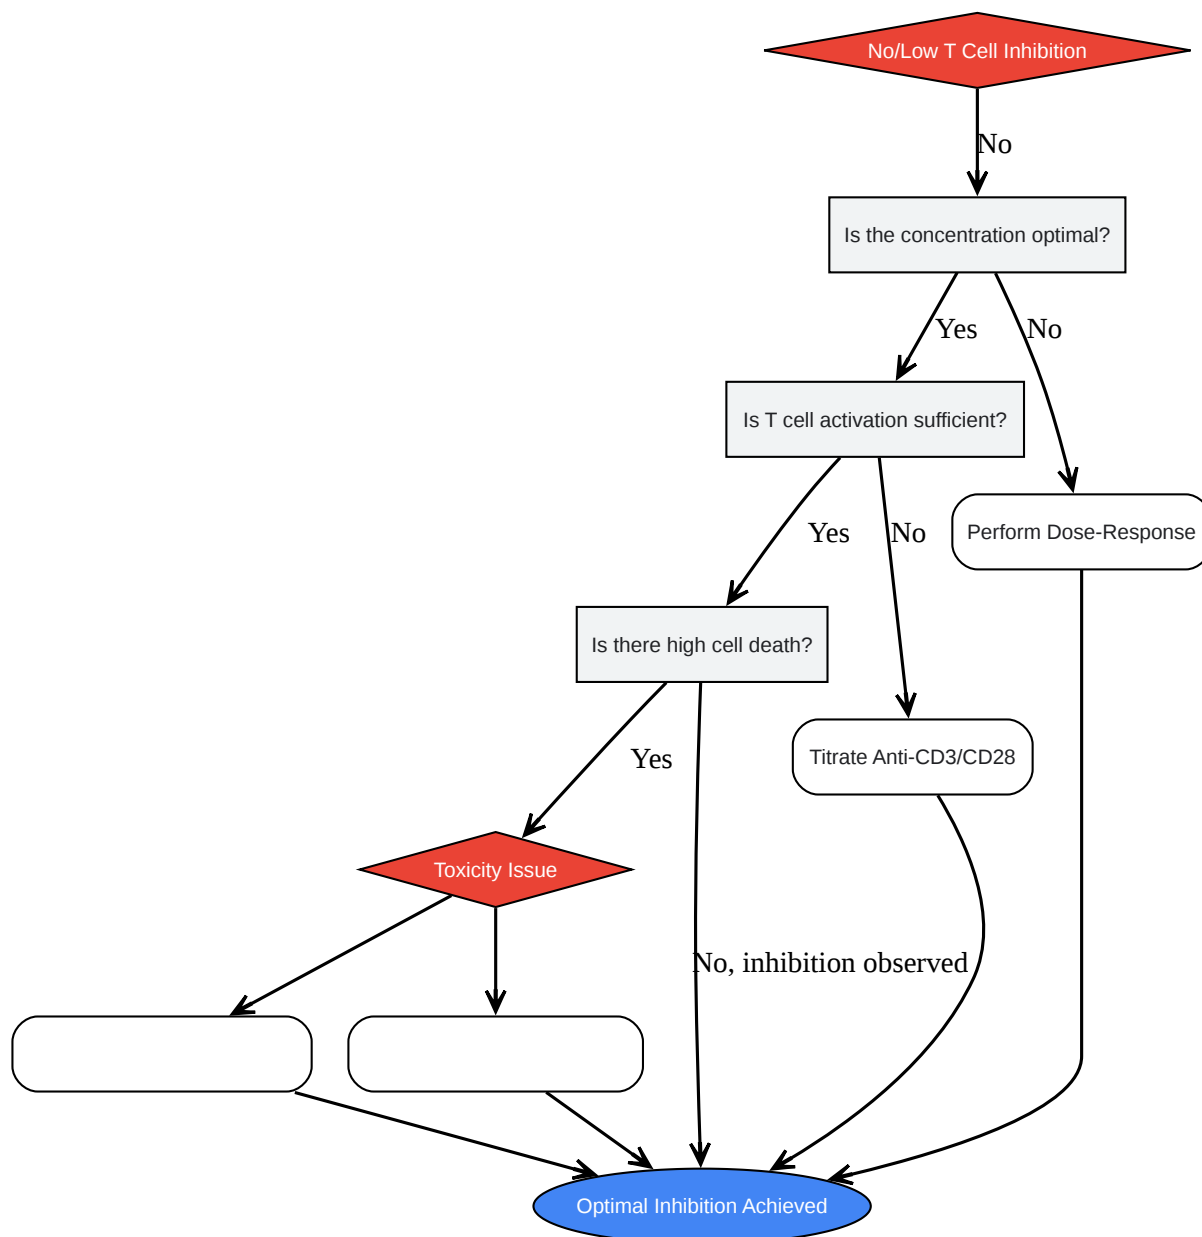 No/Low T Cell Inhibition
No
Is the concentration optimal?
Yes
No
Is T cell activation sufficient?
Yes
No
Perform Dose-Response
Is there high cell death?
Yes
Titrate Anti-CD3/CD28
Toxicity Issue
No, inhibition observed
Optimal Inhibition Achieved